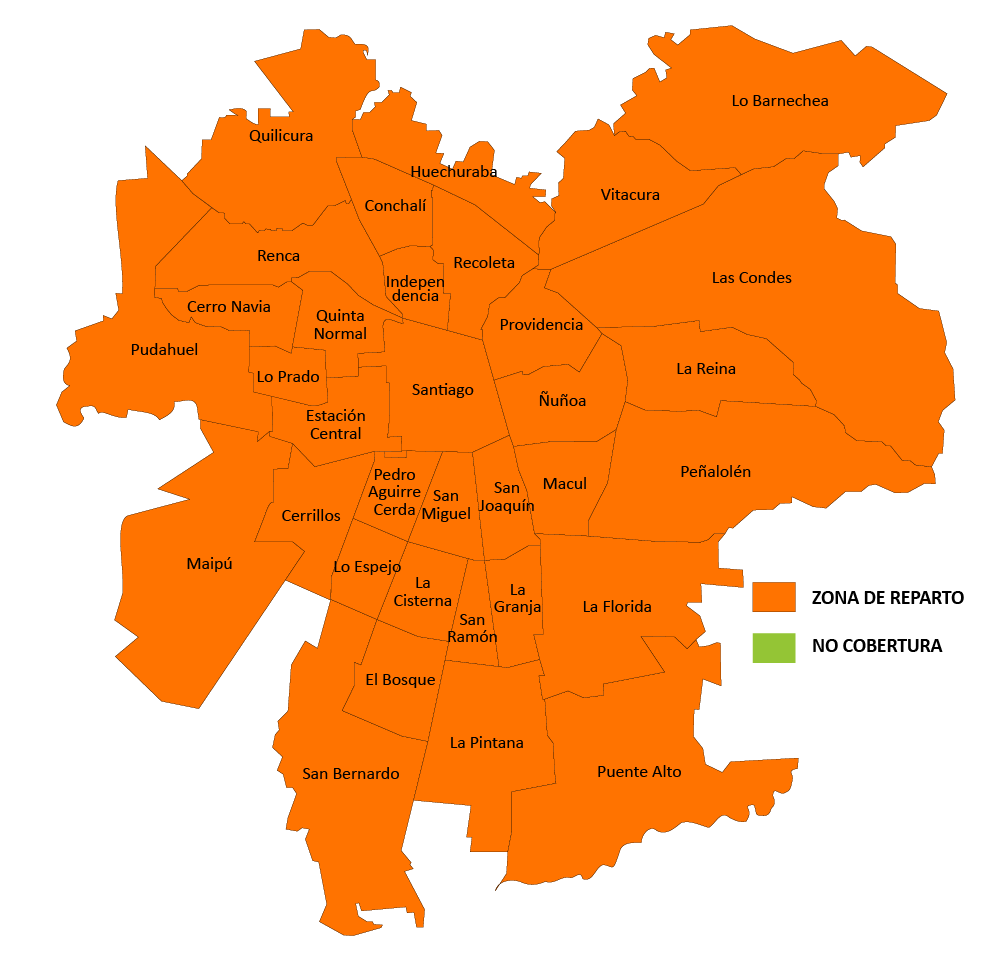 Lo Barnechea
Quilicura
Huechuraba
Vitacura
Conchalí
Renca
Recoleta
Las Condes
Indepen
dencia
Cerro Navia
Quinta
Normal
Providencia
Pudahuel
La Reina
Lo Prado
Santiago
Ñuñoa
Estación
Central
Peñalolén
Pedro
Aguirre
Cerda
San
Miguel
San
Joaquín
Macul
Cerrillos
Maipú
Lo Espejo
La
Cisterna
La
Granja
La Florida
San
Ramón
ZONA DE REPARTO
NO COBERTURA
El Bosque
La Pintana
San Bernardo
Puente Alto